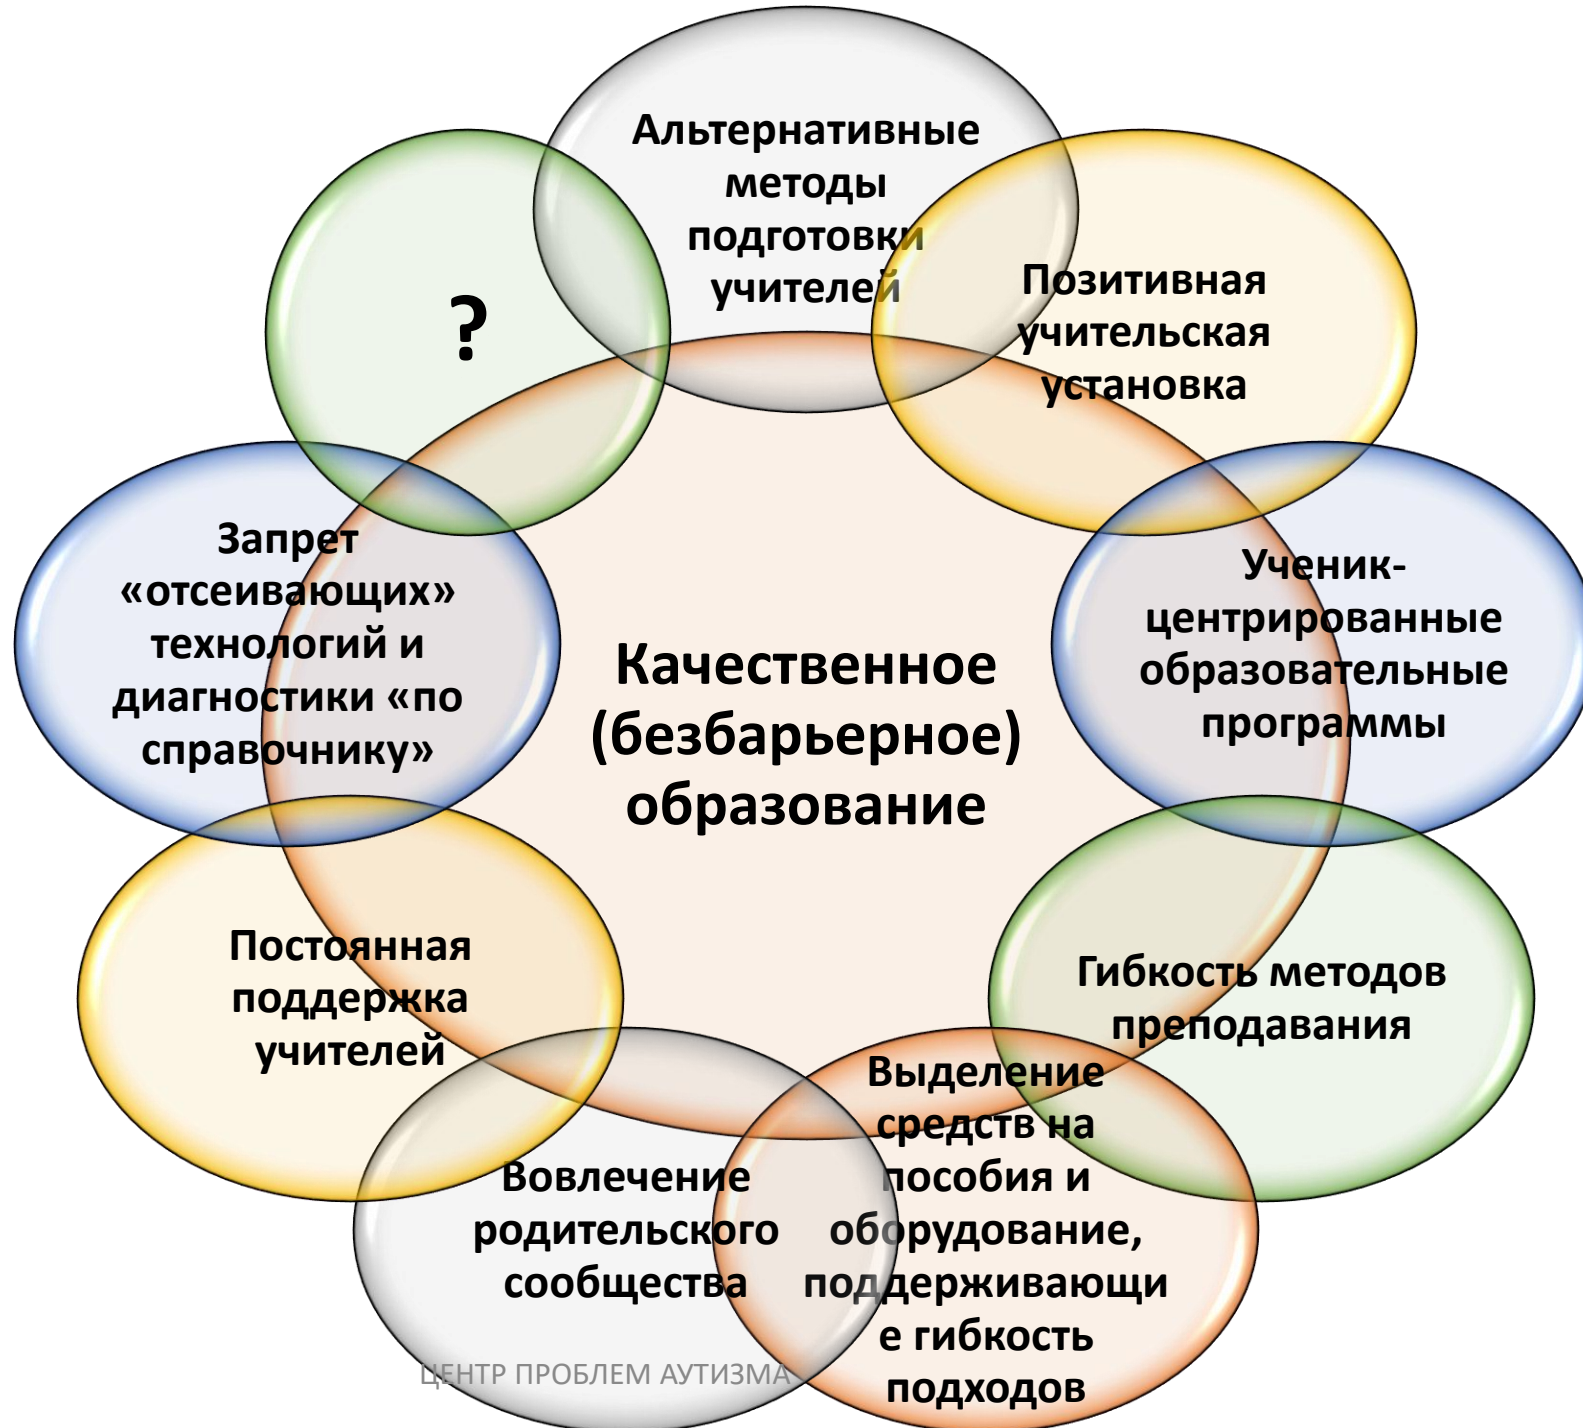 Альтернативные
методы
подготовки
учителей
Позитивная
учительская
установка
Ученик-
центрированные
образовательные
программы
Гибкость методов
преподавания
Выделение
средств на
пособия и
оборудование,
поддерживающи
е гибкость
подходов
Вовлечение
родительского
сообщества
Постоянная
поддержка
учителей
Запрет
«отсеивающих»
технологий и
диагностики «по
справочнику»
?
Качественное
(безбарьерное)
образование
ЦЕНТР ПРОБЛЕМ АУТИЗМА